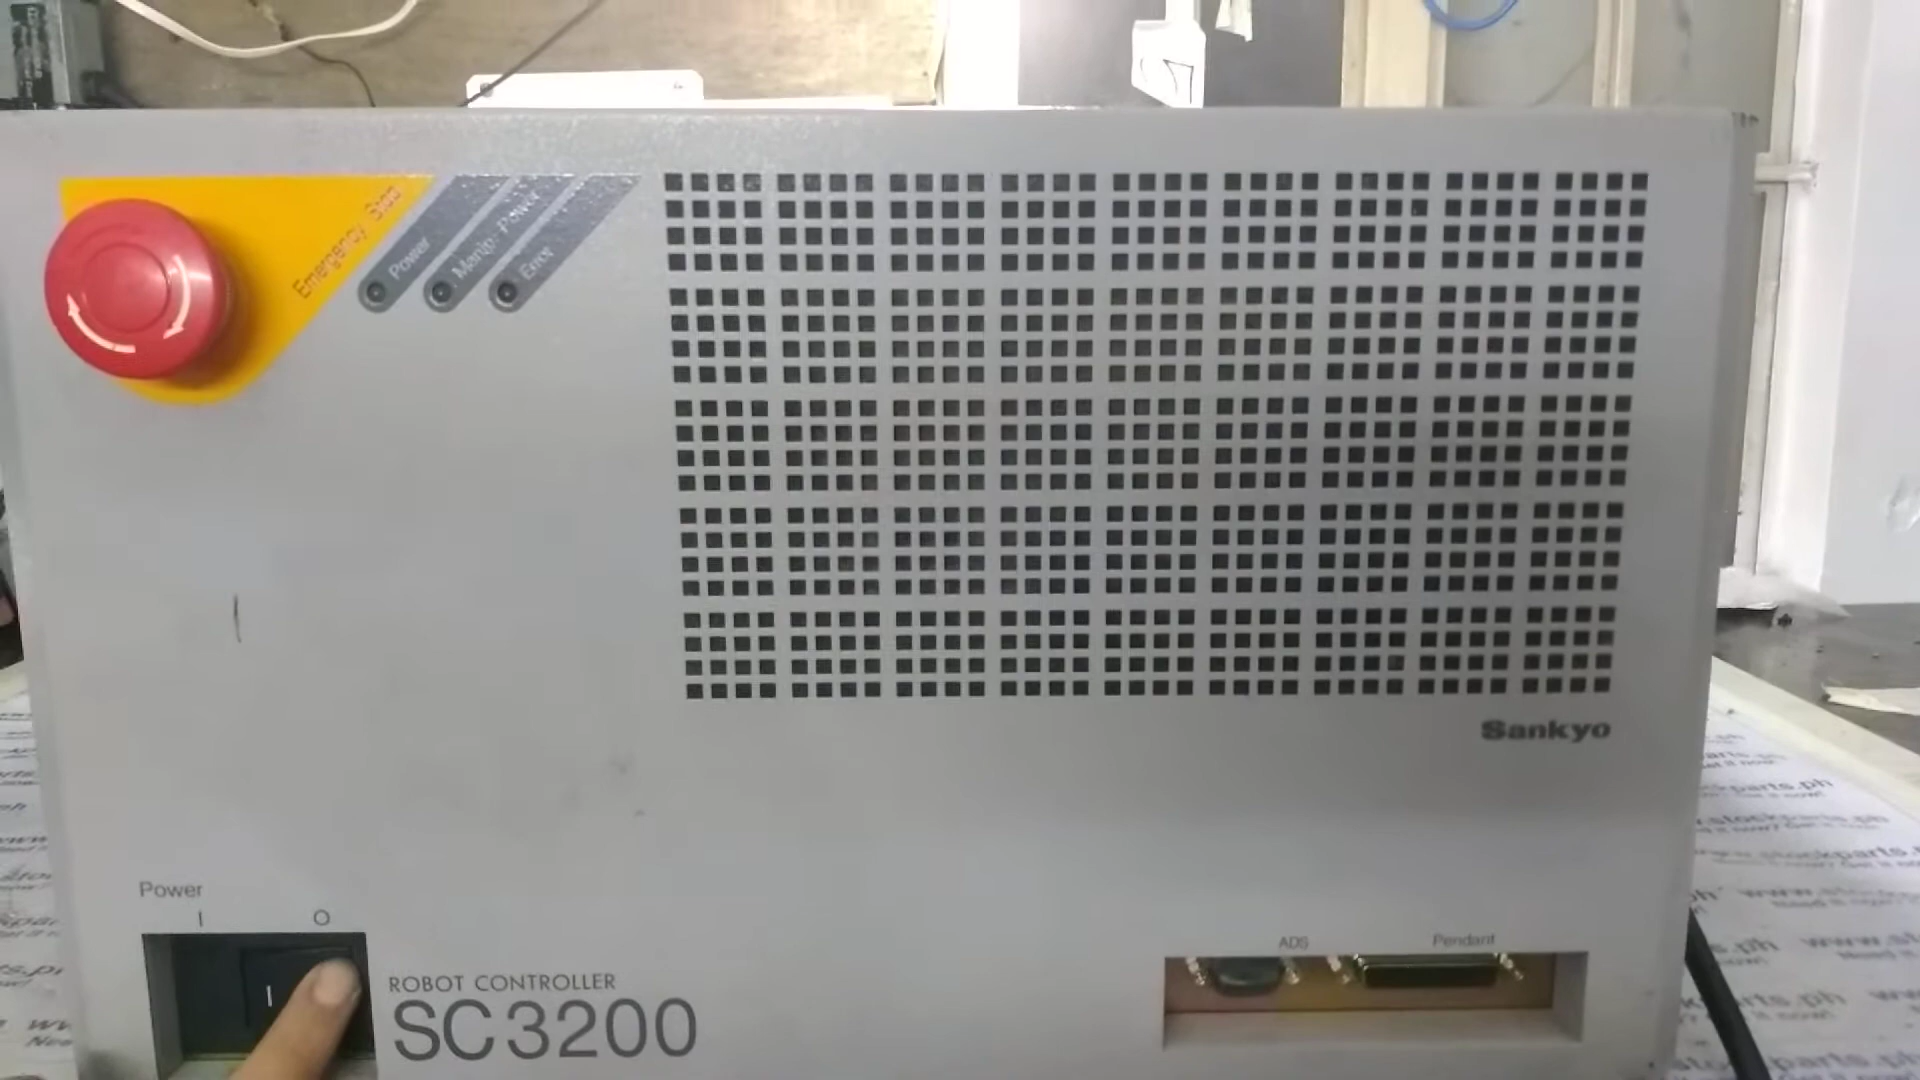 Emergency Stop
Power
Manip. Power
Error
Sankyo
Power
I O
I
ROBOT CONTROLLER
SC3200
ADS
Pendant